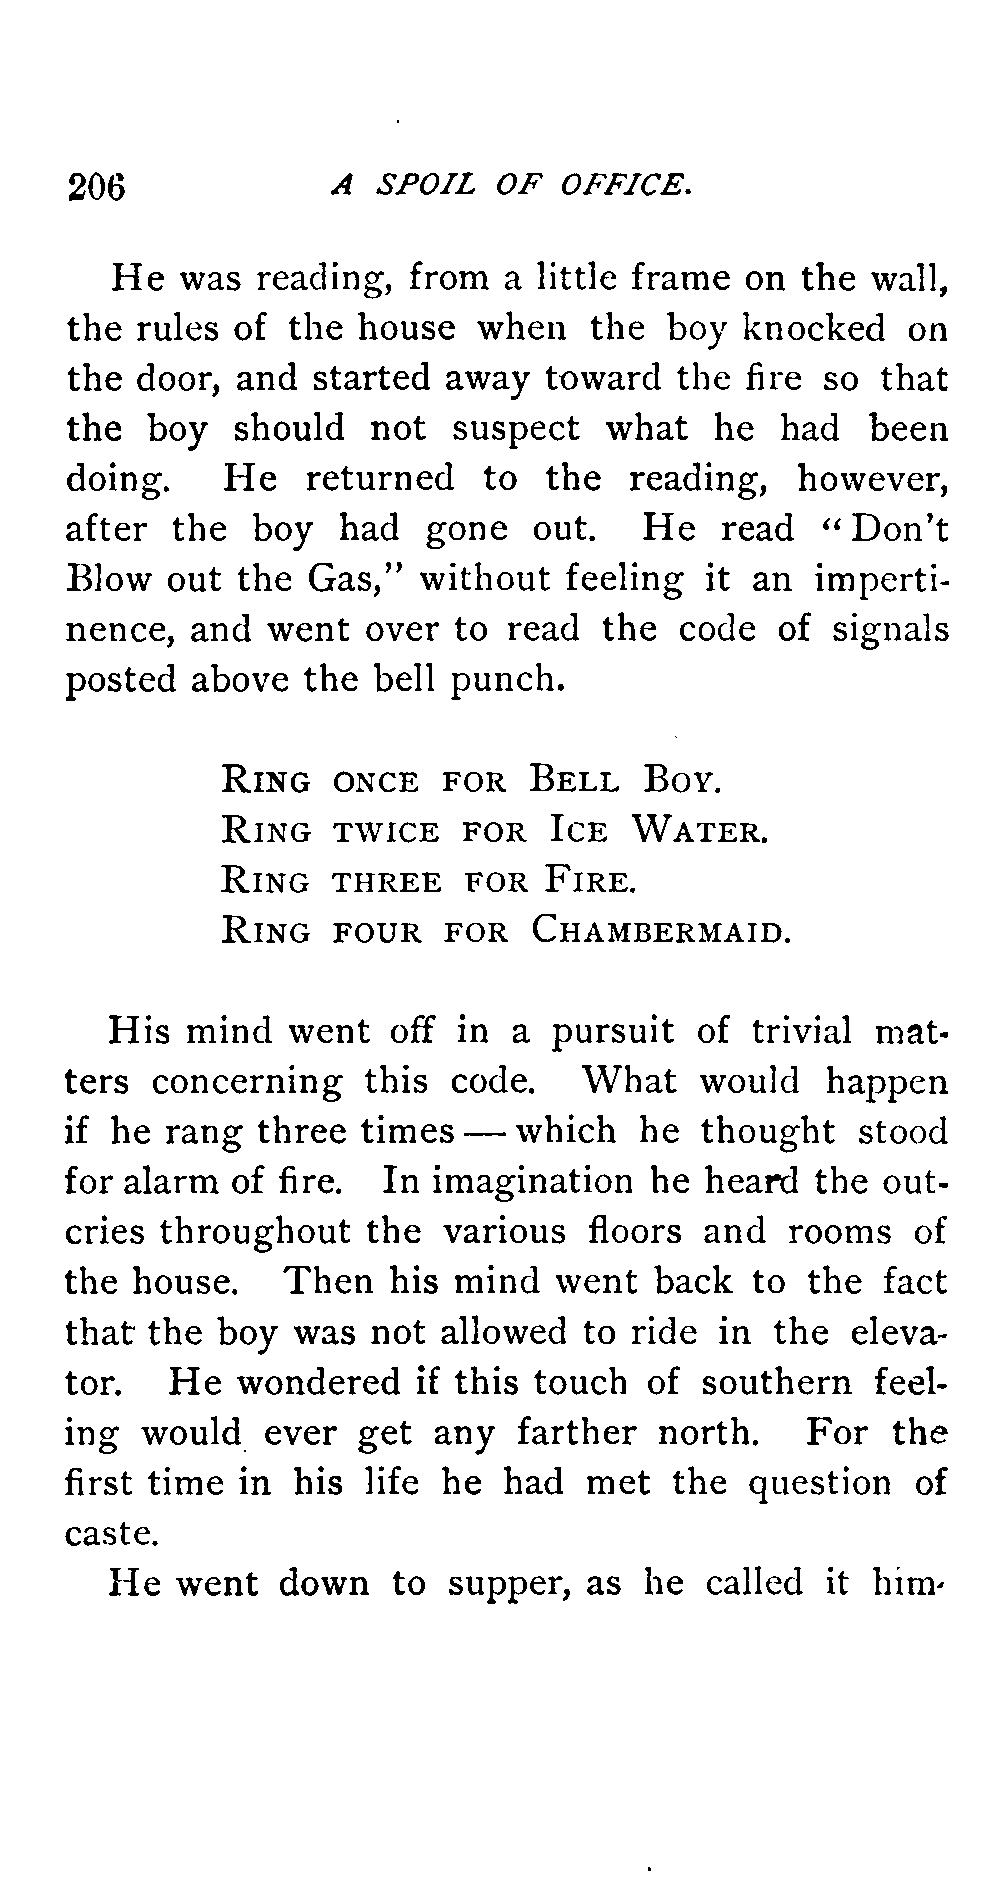 206 A SPOIL OF OFFICE.
He was reading, from a little frame on the wall,
the rules of the house when the boy knocked on
the door, and started away toward the fire so that
the boy should not suspect what he had been
doing. He returned to the reading, however,
after the boy had gone out. He read “Don't
Blow out the Gas,” without feeling it an imperti-
nence, and went over to read the code of signals
posted above the bell punch.
RING ONCE FOR BELL BOY.
RING TWICE FOR ICE WATER.
RING THREE FOR FIRE.
RING FOUR FOR CHAMBERMAID.
His mind went off in a pursuit of trivial mat-
ters concerning this code. What would happen
if he rang three times — which he thought stood
for alarm of fire. In imagination he heard the out-
cries throughout the various floors and rooms of
the house. Then his mind went back to the fact
that the boy was not allowed to ride in the eleva-
tor. He wondered if this touch of southern feel-
ing would ever get any farther north. For the
first time in his life he had met the question of
caste.
He went down to supper, as he called it him-